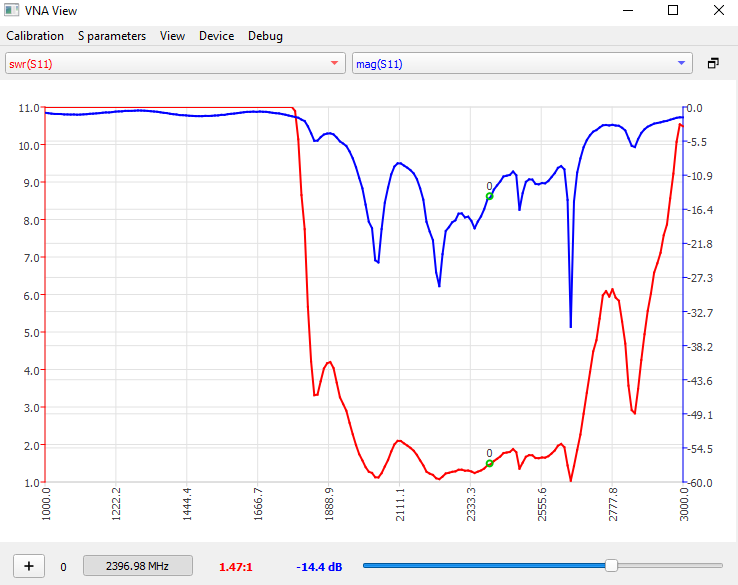 VNA View
Calibration S parameters View Device Debug
swr(S11) mag(S11)
11.0 0.0
10.0 -5.5
9.0 -10.9
8.0 -16.4
7.0 -21.8
6.0 -27.3
5.0 -32.7
4.0 -38.2
3.0 -43.6
2.0 -49.1
1.0 -54.5
-60.0
0
0
1000.0 1222.2 1444.4 1666.7 1888.9 2111.1 2333.3 2555.6 2777.8 3000.0
+ 0 2396.98 MHz 1.47:1 -14.4 dB